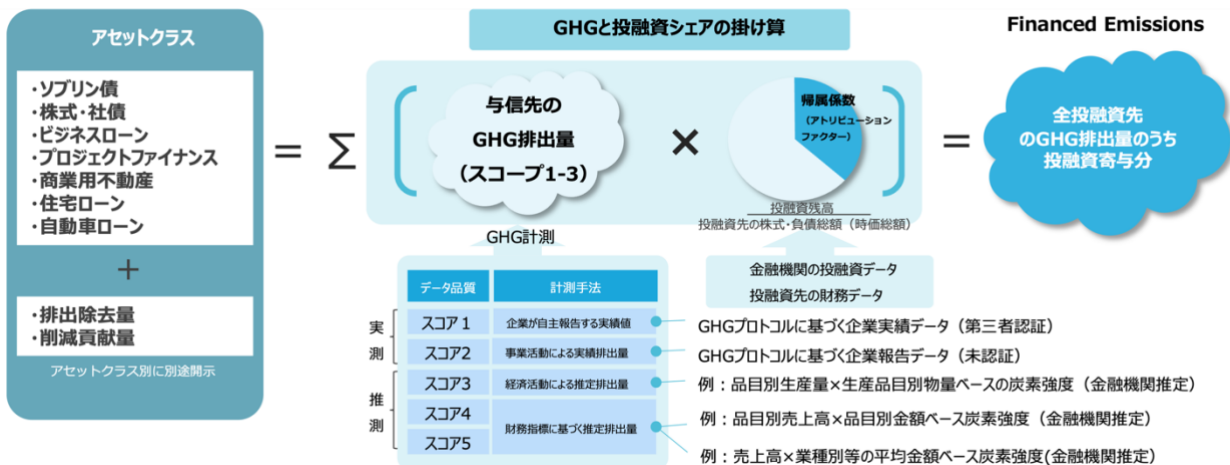 アセットクラス
・ソブリン債
・株式・社債
・ビジネスローン
・プロジェクトファイナンス
・商業用不動産
・住宅ローン
・自動車ローン
+
・排出除去量
・削減貢献量
アセットクラス別に別途開示
=
Σ
GHGと投融資シェアの掛け算
与信先の
GHG排出量
(スコープ1-3)
×
帰属係数
(アトリビューション
ファクター)
投融資残高
投融資先の株式・負債総額(時価総額)
=
Financed Emissions
全投融資先
のGHG排出量のうち
投融資寄与分
GHG計測
金融機関の投融資データ
投融資先の財務データ
データ品質 計測手法
実測
スコア1 企業が自主報告する実績値
GHGプロトコルに基づく企業実績データ(第三者認証)
スコア2 事業活動による実績排出量
GHGプロトコルに基づく企業報告データ(未認証)
推測
スコア3 経済活動による推定排出量
例:品目別生産量×生産品目別物量ベースの炭素強度(金融機関推定)
スコア4
財務指標に基づく推定排出量
例:品目別売上高×品目別金額ベース炭素強度(金融機関推定)
スコア5
例:売上高×業種別等の平均金額ベース炭素強度(金融機関推定)